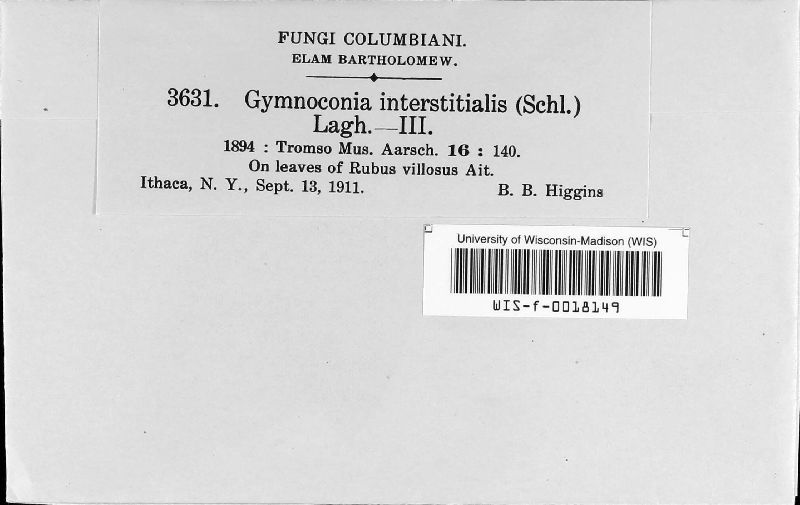 FUNGI COLUMBIANI.
ELAM BARTHOLOMEW.
3631. Gymnoconia interstitialis (Schl.)
Lagh.—III.
1894 : Tromso Mus. Aarsch. 16 : 140.
On leaves of Rubus villosus Ait.
Ithaca, N. Y., Sept. 13, 1911. B. B. Higgins
University of Wisconsin-Madison (WIS)
WIS-f-0018149